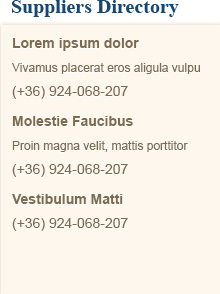 Suppliers Directory
Lorem ipsum dolor
Vivamus placerat eros aligula vulpu
(+36) 924-068-207
Molestie Faucibus
Proin magna velit, mattis porttitor
(+36) 924-068-207
Vestibulum Matti
(+36) 924-068-207